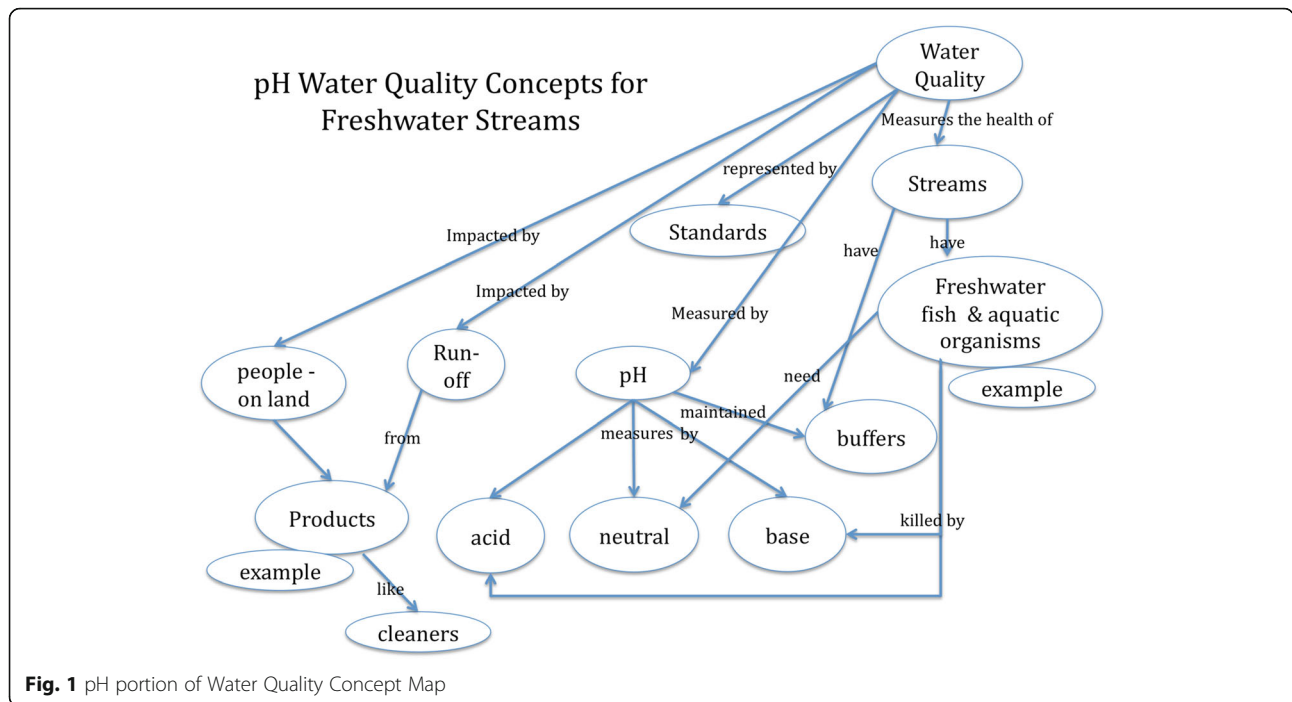 pH Water Quality Concepts for
Freshwater Streams
Water
Quality
Measures the health of
represented by
Streams
Standards
Impacted by
have
have
Impacted by
Freshwater
fish & aquatic
organisms
Measured by
people -
on land
Run-
off
pH
need
example
maintained
from
measures by
buffers
Products
acid
neutral
base
killed by
example
like
cleaners
Fig. 1 pH portion of Water Quality Concept Map